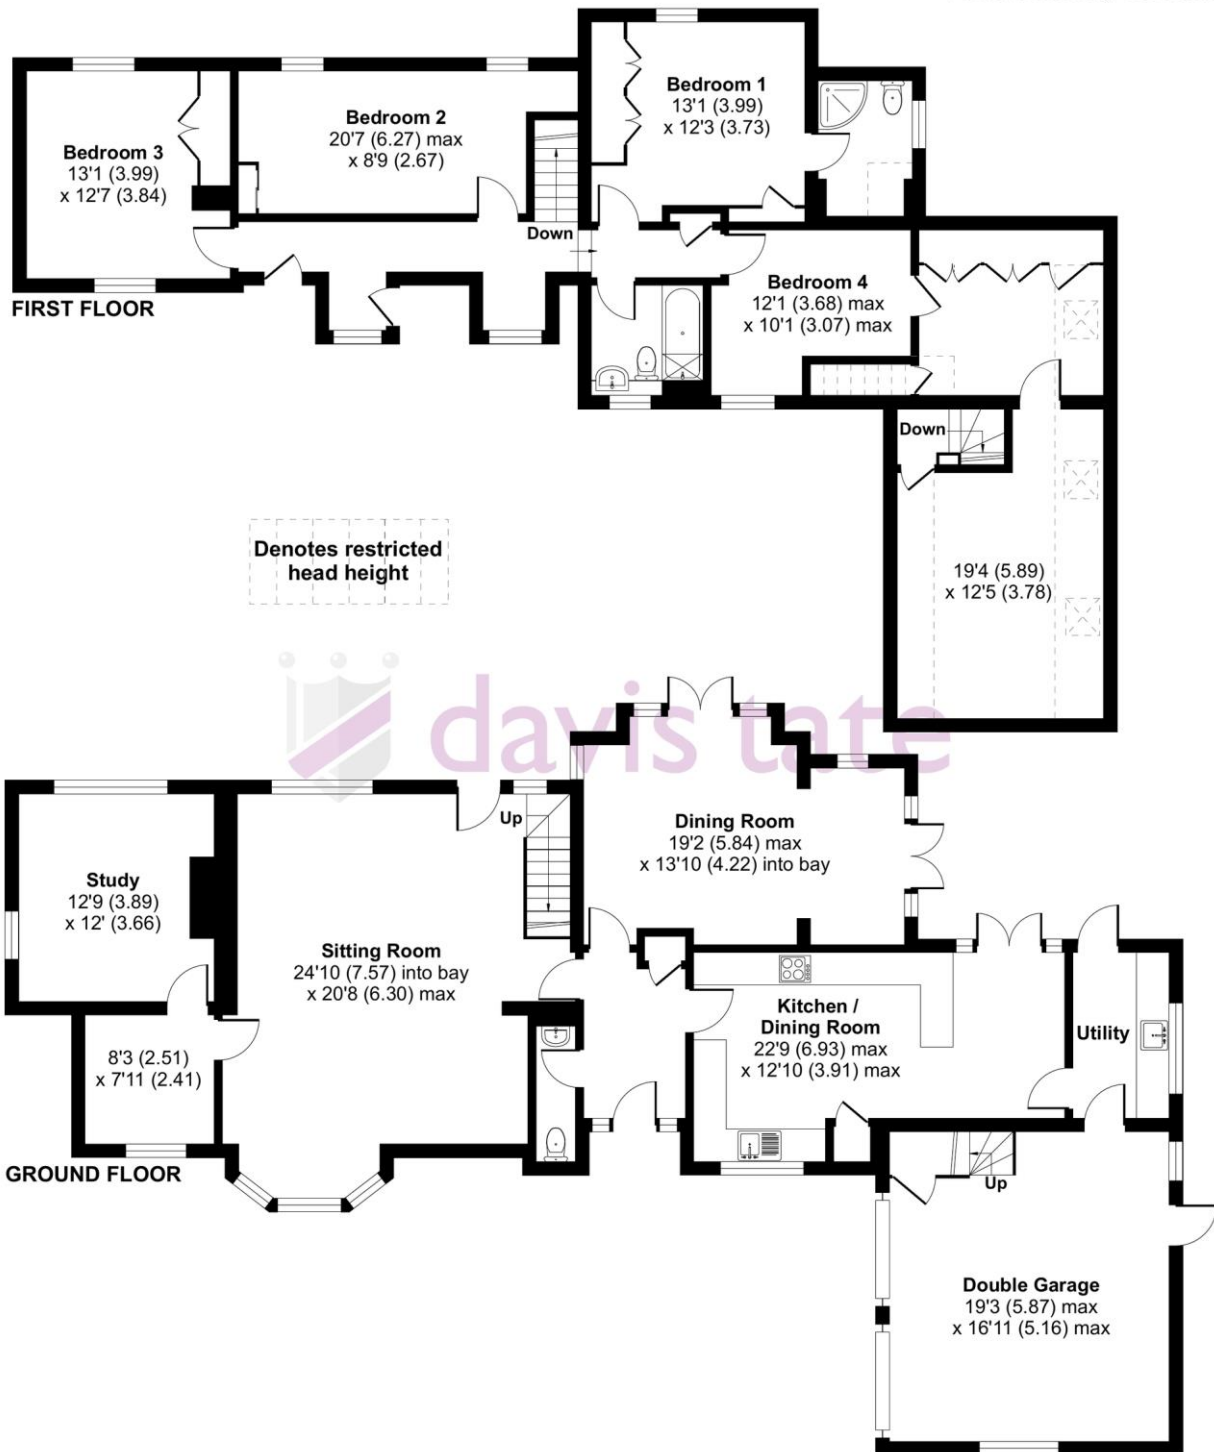 Bedroom 1
13'1 (3.99)
x 12'3 (3.73)
Bedroom 2
20'7 (6.27) max
x 8'9 (2.67)
Bedroom 3
13'1 (3.99)
x 12'7 (3.84)
Down
Bedroom 4
12'1 (3.68) max
x 10'1 (3.07) max
FIRST FLOOR
Down
Denotes restricted
head height
19'4 (5.89)
x 12'5 (3.78)
davis tate
Up
Dining Room
19'2 (5.84) max
x 13'10 (4.22) into bay
Study
12'9 (3.89)
x 12' (3.66)
Sitting Room
24'10 (7.57) into bay
x 20'8 (6.30) max
Kitchen /
Dining Room
22'9 (6.93) max
x 12'10 (3.91) max
Utility
8'3 (2.51)
x 7'11 (2.41)
GROUND FLOOR
Up
Double Garage
19'3 (5.87) max
x 16'11 (5.16) max